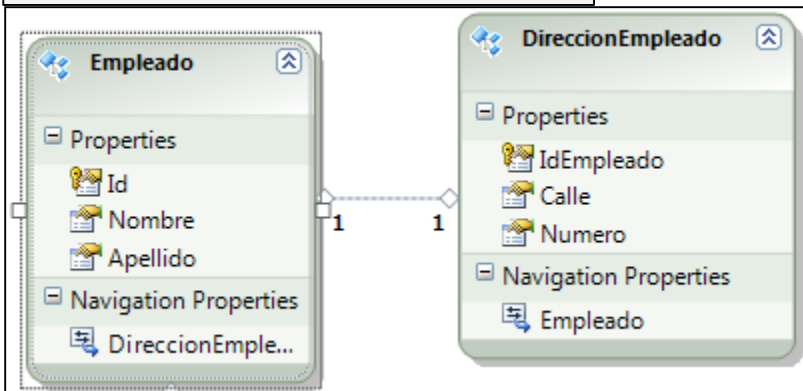 Empleado
Properties
Id
Nombre
Apellido
Navigation Properties
DireccionEmple...
1
1
DireccionEmpleado
Properties
IdEmpleado
Calle
Numero
Navigation Properties
Empleado